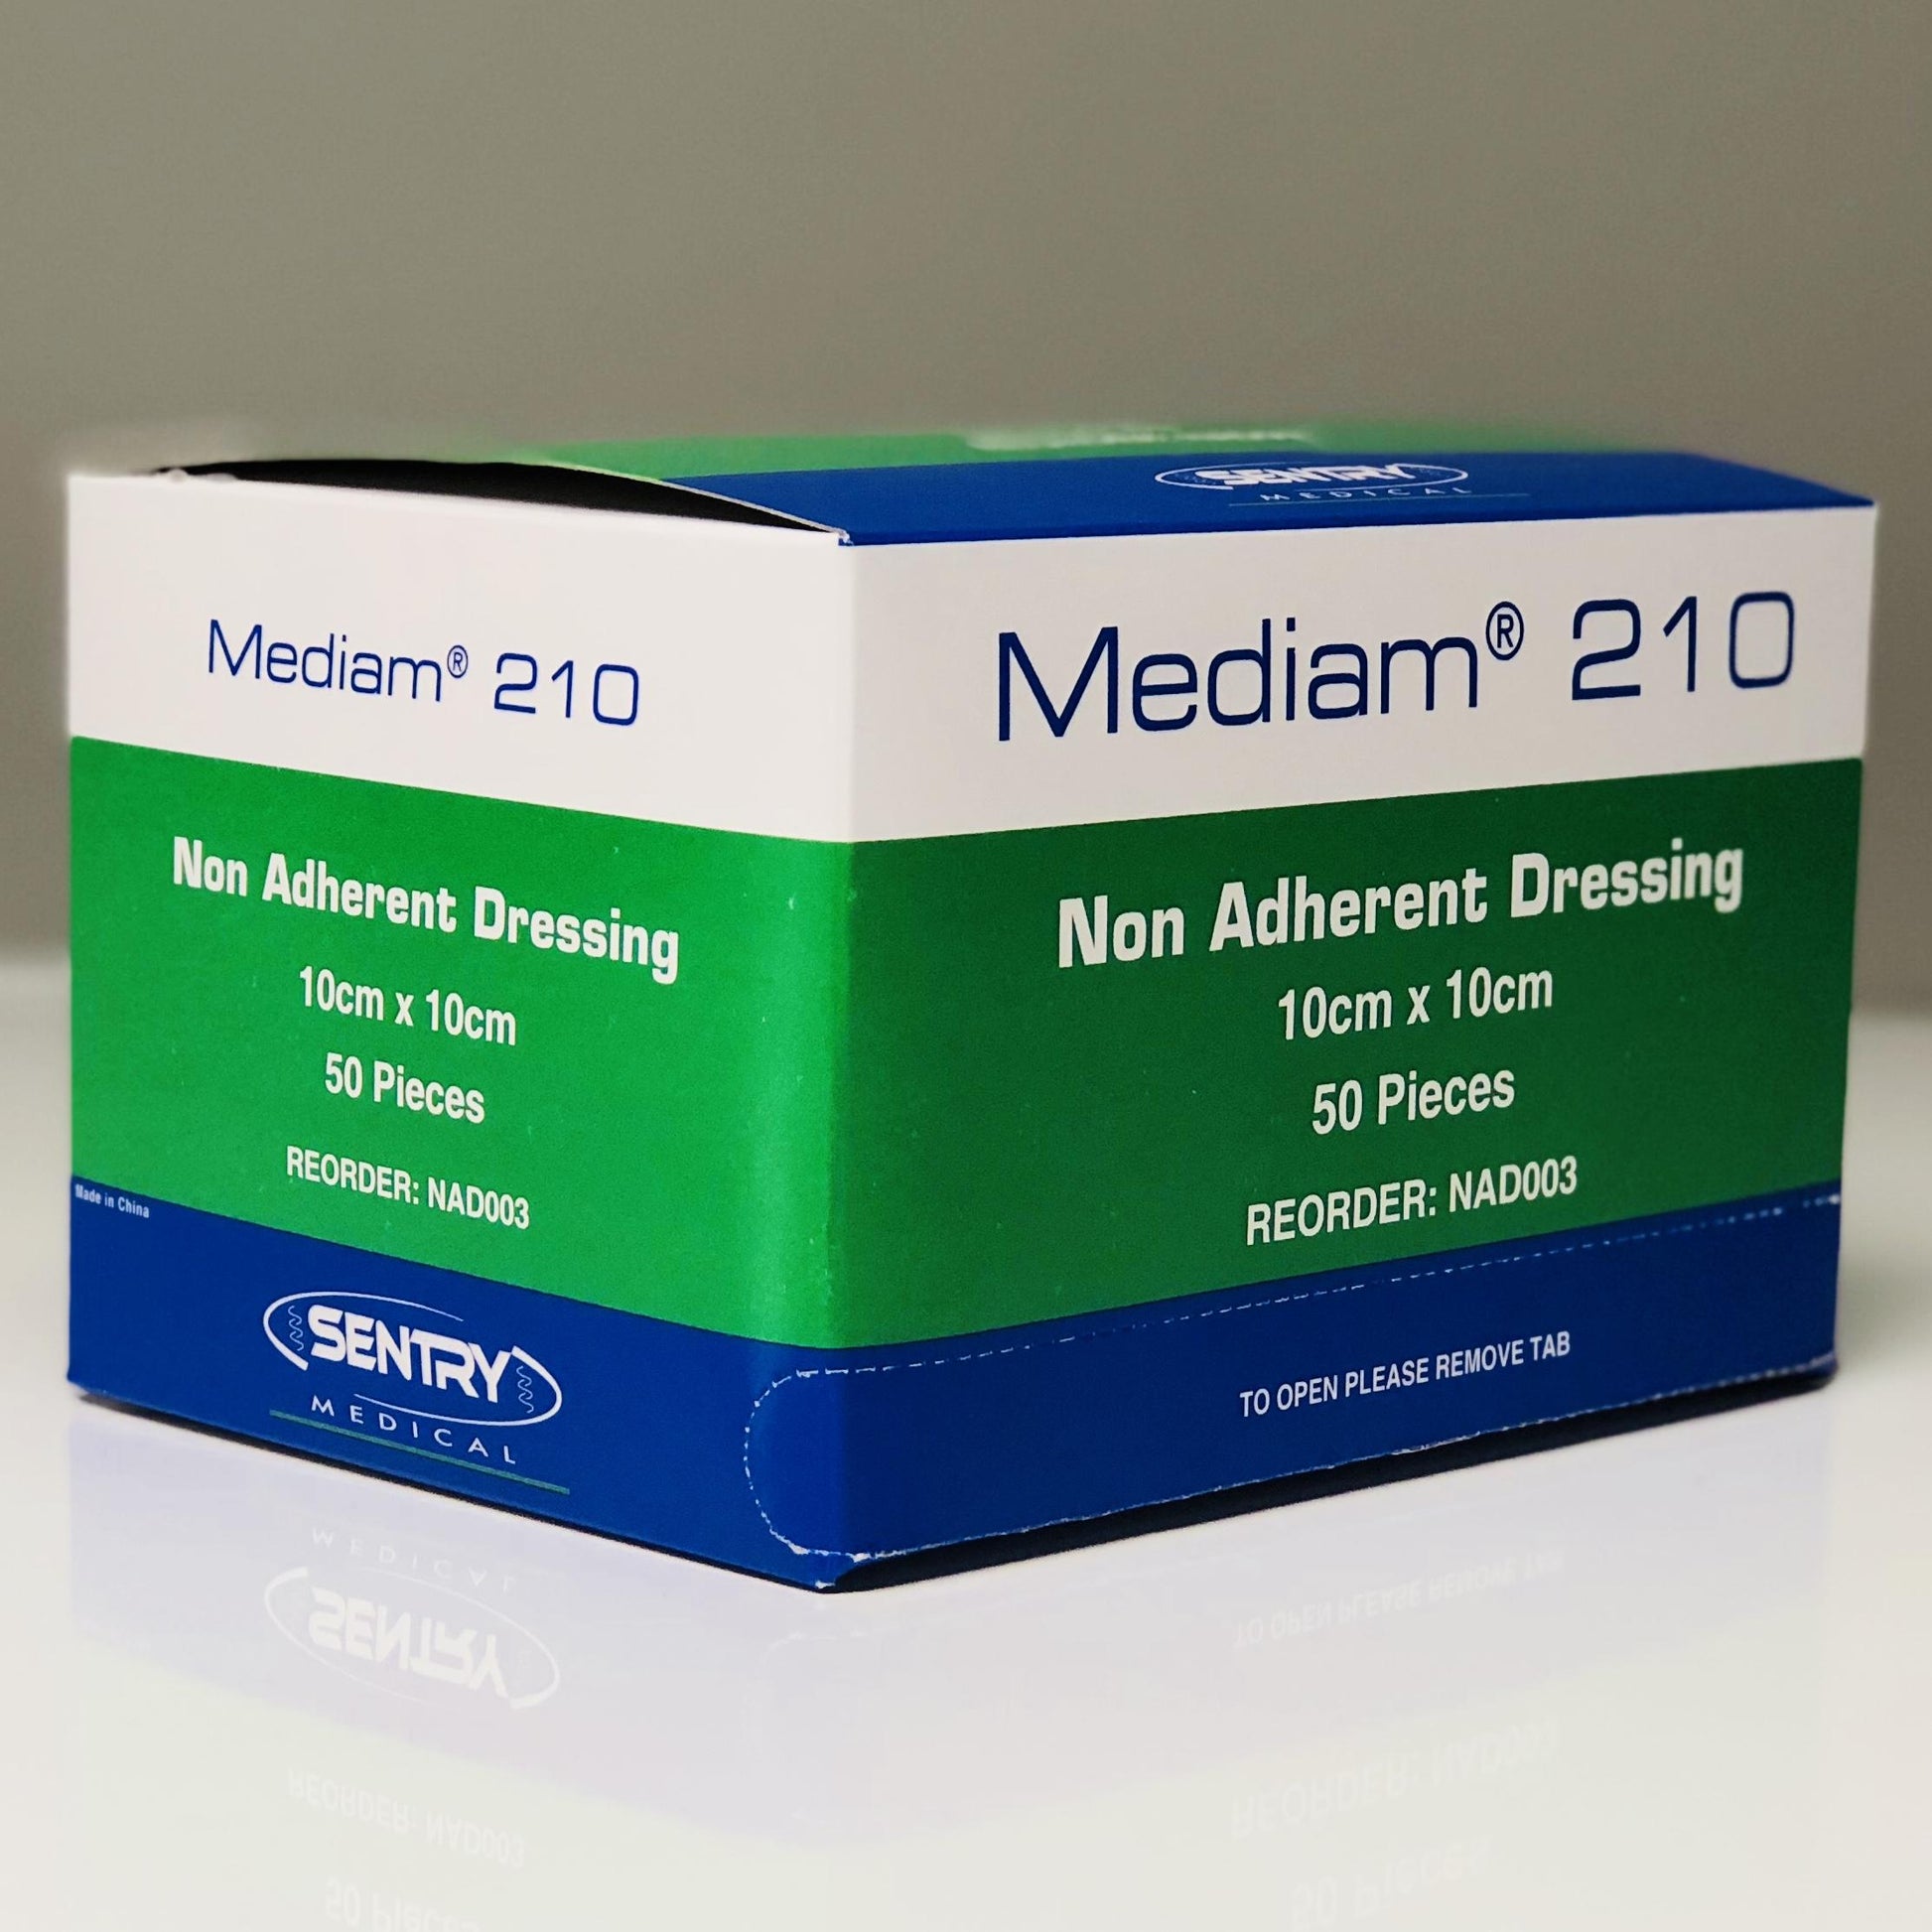 SENTRY
MEDICAL
Mediam® 210
Non Adherent Dressing
10cm x 10cm
50 Pieces
REORDER: NAD003
Made in China
SENTRY
MEDICAL
Mediam® 210
Non Adherent Dressing
10cm x 10cm
50 Pieces
REORDER: NAD003
TO OPEN PLEASE REMOVE TAB